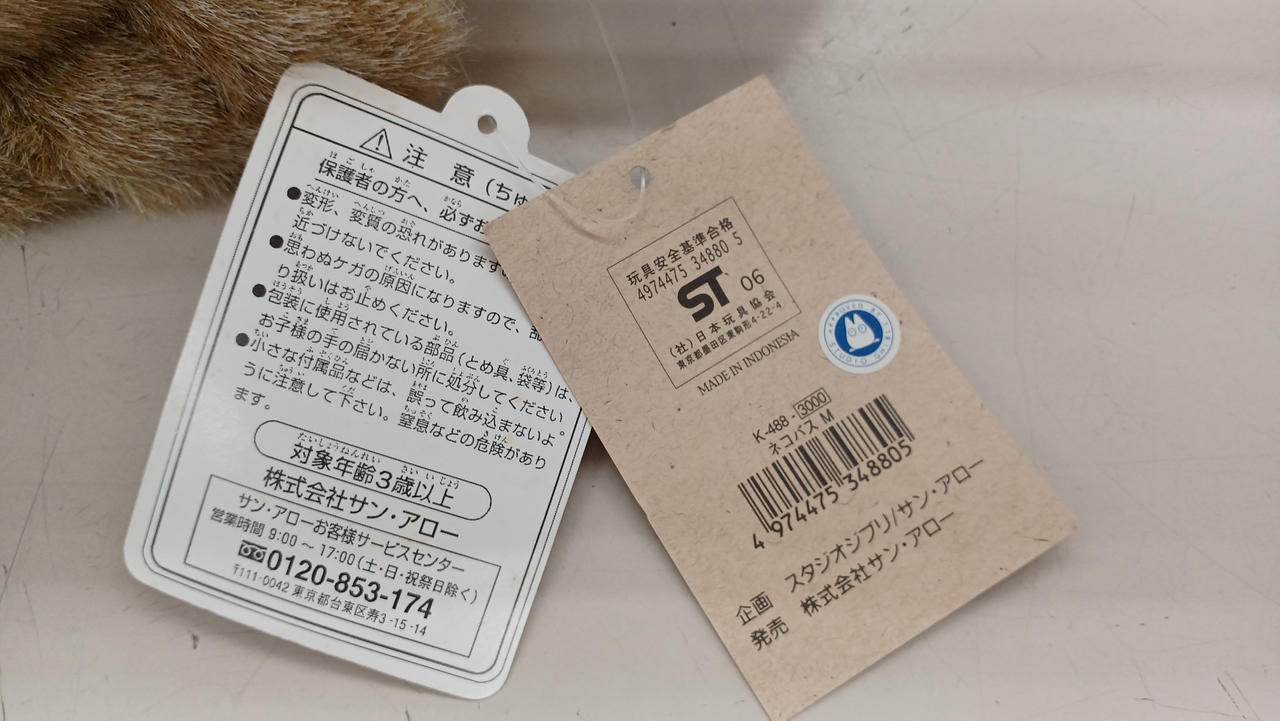 注 意 (ちゅ
保護者の方へ、必ずお
●変形、変質の恐れがあります
近づけないでください。
●思わぬケガの原因になりますので、
り扱いはお止めください。
●包装に使用されている部品(とめ具、袋等)は、
お子様の手の届かない所に処分してください。
●小さな付属品などは、誤って飲み込まないよ
うに注意して下さい。窒息などの危険があり
ます。
対象年齢3歳以上
株式会社サン・アロー
サン・アローお客様サービスセンター
営業時間 9:00 ~ 17:00(土・日・祝祭日除く)
0120-853-174
〒111-0042 東京都台東区寿3-15-14
玩具安全基準合格
4974475 34880 5
ST 06
(社)日本玩具協会
東京都墨田区東駒形4-22-4
MADE IN INDONESIA
APPROVED BY STUDIO GHIBLI
K-488-3000
ネコバス M
4 974475 348805
企画 スタジオジブリ/サン・アロー
発売 株式会社サン・アロー